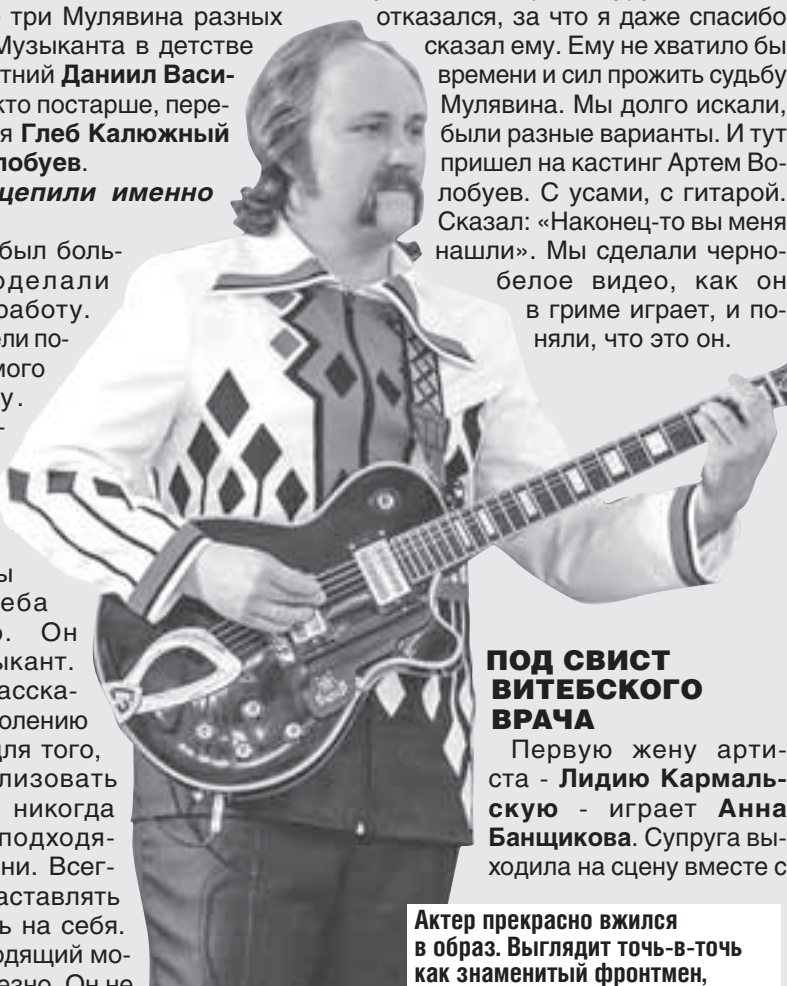 три Мулявина разных
Музыканта в детстве
тний Даниил Васи-
кто постарше, пере-
я Глеб Калюжный
лобуев.
цепили именно
был боль-
оделали
работу.
ели по-
мого
у.
-
ы
еба
о. Он
ыкант.
асска-
олению
для того,
лизовать
никогда
подходя-
ни. Всег-
аставлять
ь на себя.
одящий мо-
езно. Он не
отказался, за что я даже спасибо
сказал ему. Ему не хватило бы
времени и сил прожить судьбу
Мулявина. Мы долго искали,
были разные варианты. И тут
пришел на кастинг Артем Во-
лобуев. С усами, с гитарой.
Сказал: «Наконец-то вы меня
нашли». Мы сделали черно-
белое видео, как он
в гриме играет, и по-
няли, что это он.
ПОД СВИСТ
ВИТЕБСКОГО
ВРАЧА
Первую жену арти-
ста - Лидию Кармаль-
скую - играет Анна
Банщикова. Супруга вы-
ходила на сцену вместе с
Актер прекрасно вжился
в образ. Выглядит точь-в-точь
как знаменитый фронтмен,